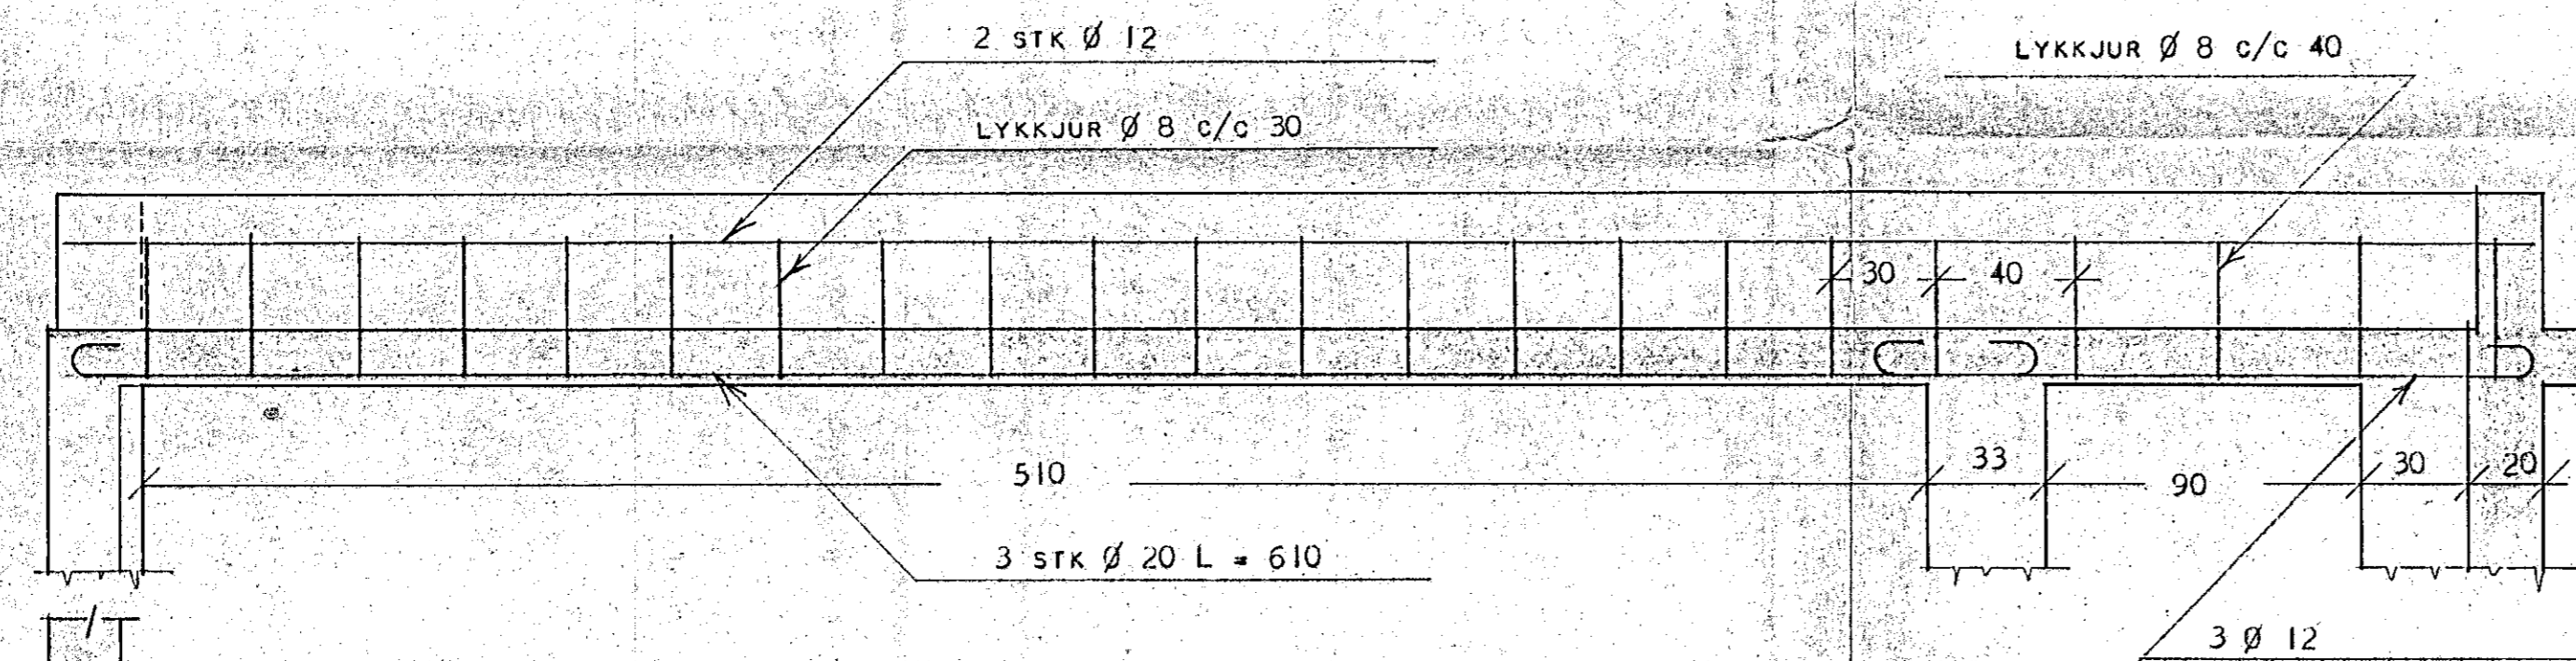 2 STK Ø 12
LYKKJUR Ø 8 C/C 40
LYKKJUR Ø 8 C/C 30
30 40
510 33 90 30 20
3 STK Ø 20 L = 610
3 Ø 12